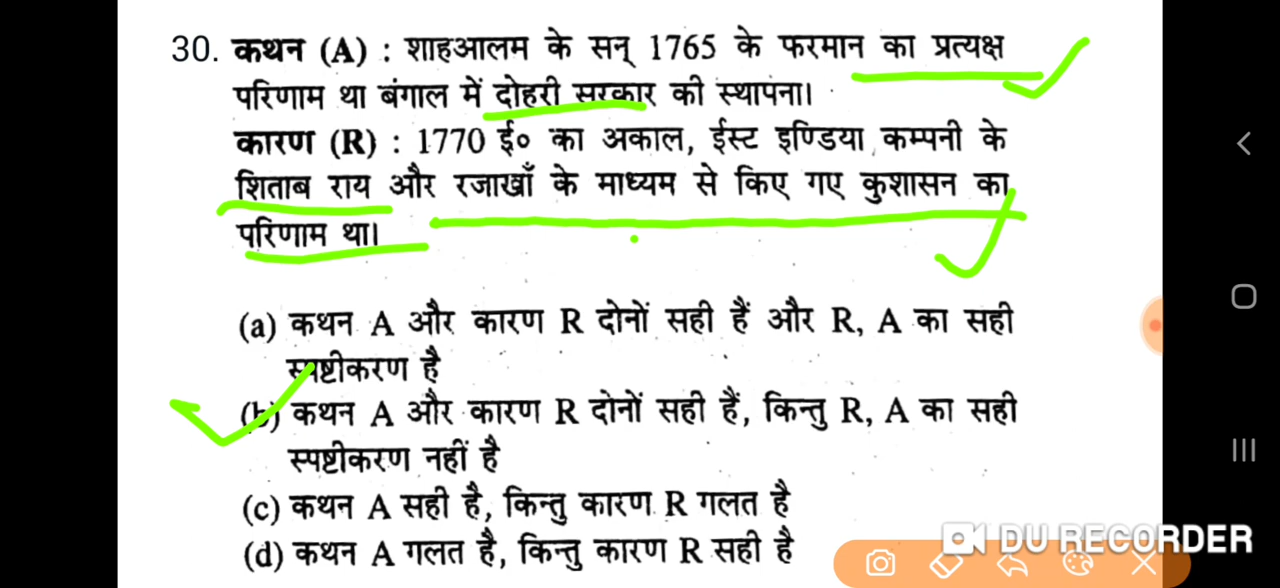 30. कथन (A) : शाहआलम के सन् 1765 के फरमान का प्रत्यक्ष
परिणाम था बंगाल में दोहरी सरकार की स्थापना।
कारण (R) : 1770 ई० का अकाल, ईस्ट इण्डिया कम्पनी के
शिताब राय और रजाखाँ के माध्यम से किए गए कुशासन का
परिणाम था।
(a) कथन A और कारण R दोनों सही हैं और R, A का सही
स्पष्टीकरण है
(b) कथन A और कारण R दोनों सही हैं, किन्तु R, A का सही
स्पष्टीकरण नहीं है
(c) कथन A सही है, किन्तु कारण R गलत है
(d) कथन A गलत है, किन्तु कारण R सही है
DU RECORDER